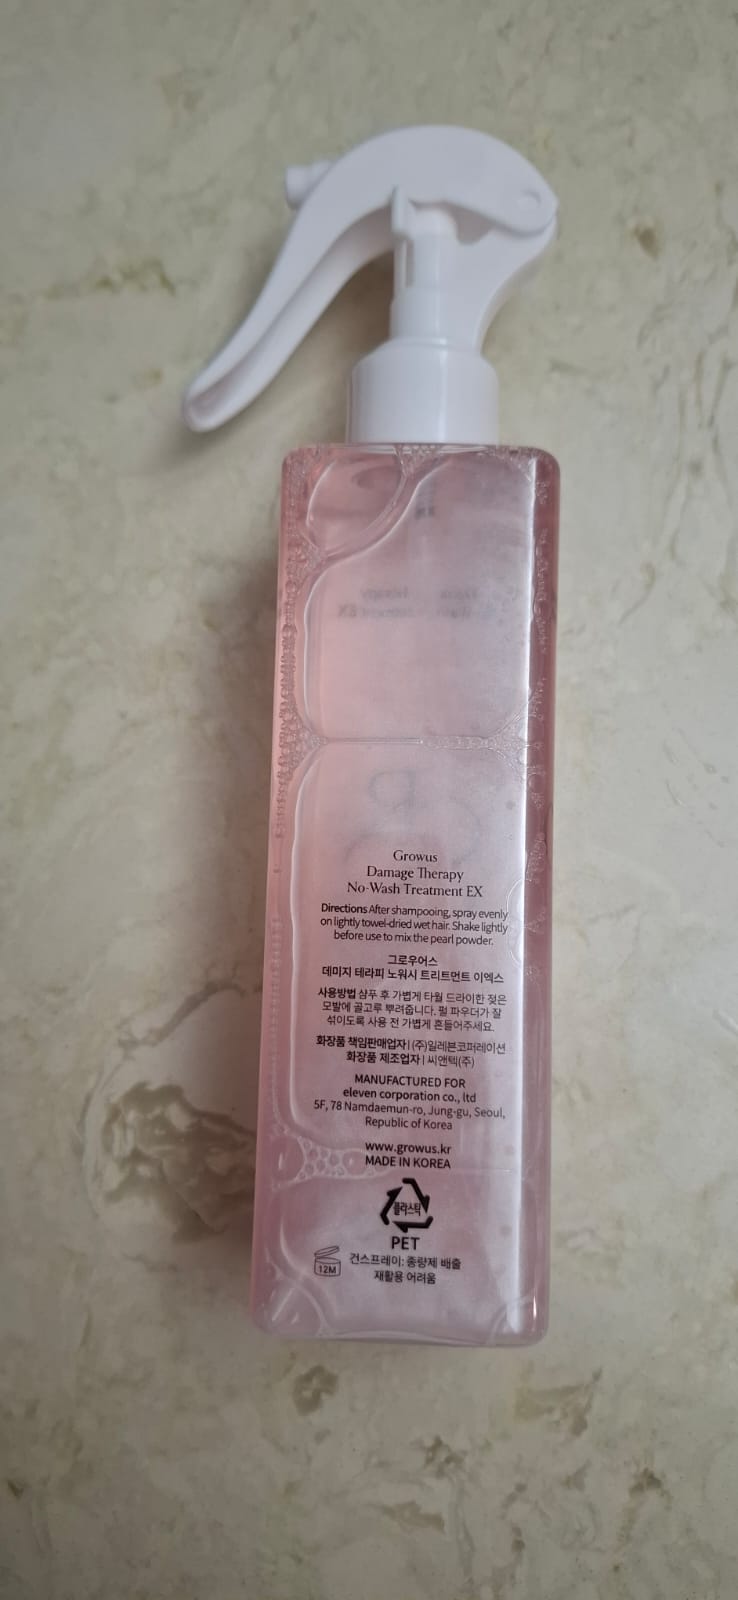 Growus
Damage Therapy
No-Wash Treatment EX
Directions After shampooing, spray evenly
on lightly towel-dried wet hair. Shake lightly
before use to mix the pearl powder.
그로우어스
데미지 테라피 노워시 트리트먼트 이엑스
사용방법 샴푸 후 가볍게 타월 드라이한 젖은
모발에 골고루 뿌려줍니다. 펄 파우더가 잘
섞이도록 사용 전 가볍게 흔들어주세요.
화장품 책임판매업자 | (주)일레븐코퍼레이션
화장품 제조업자 | 씨앤텍(주)
MANUFACTURED FOR
eleven corporation co., ltd
5F, 78 Namdaemun-ro, Jung-gu, Seoul,
Republic of Korea
www.growus.kr
MADE IN KOREA
플라스틱
PET
12M
건스프레이: 종량제 배출
재활용 어려움